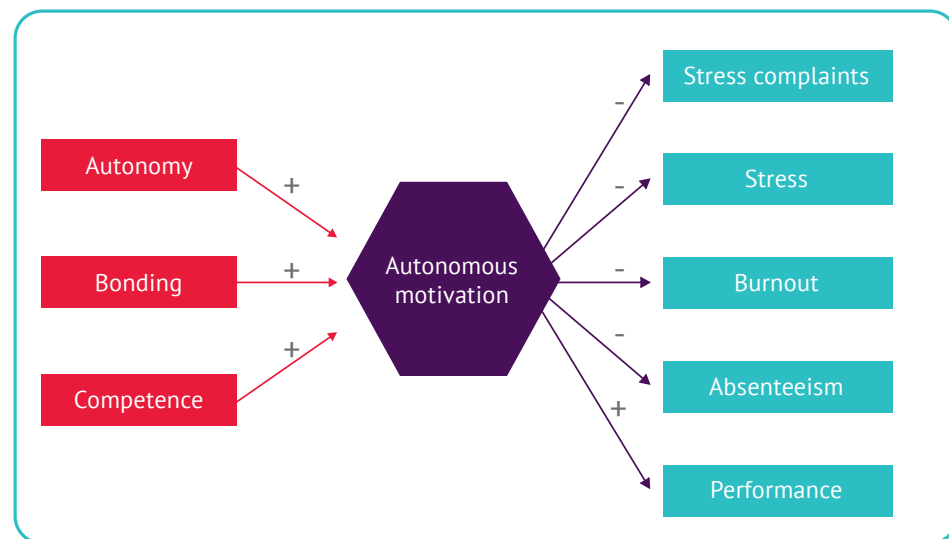 Autonomy
Bonding
Competence
+
+
+
Autonomous
motivation
-
-
-
-
+
Stress complaints
Stress
Burnout
Absenteeism
Performance